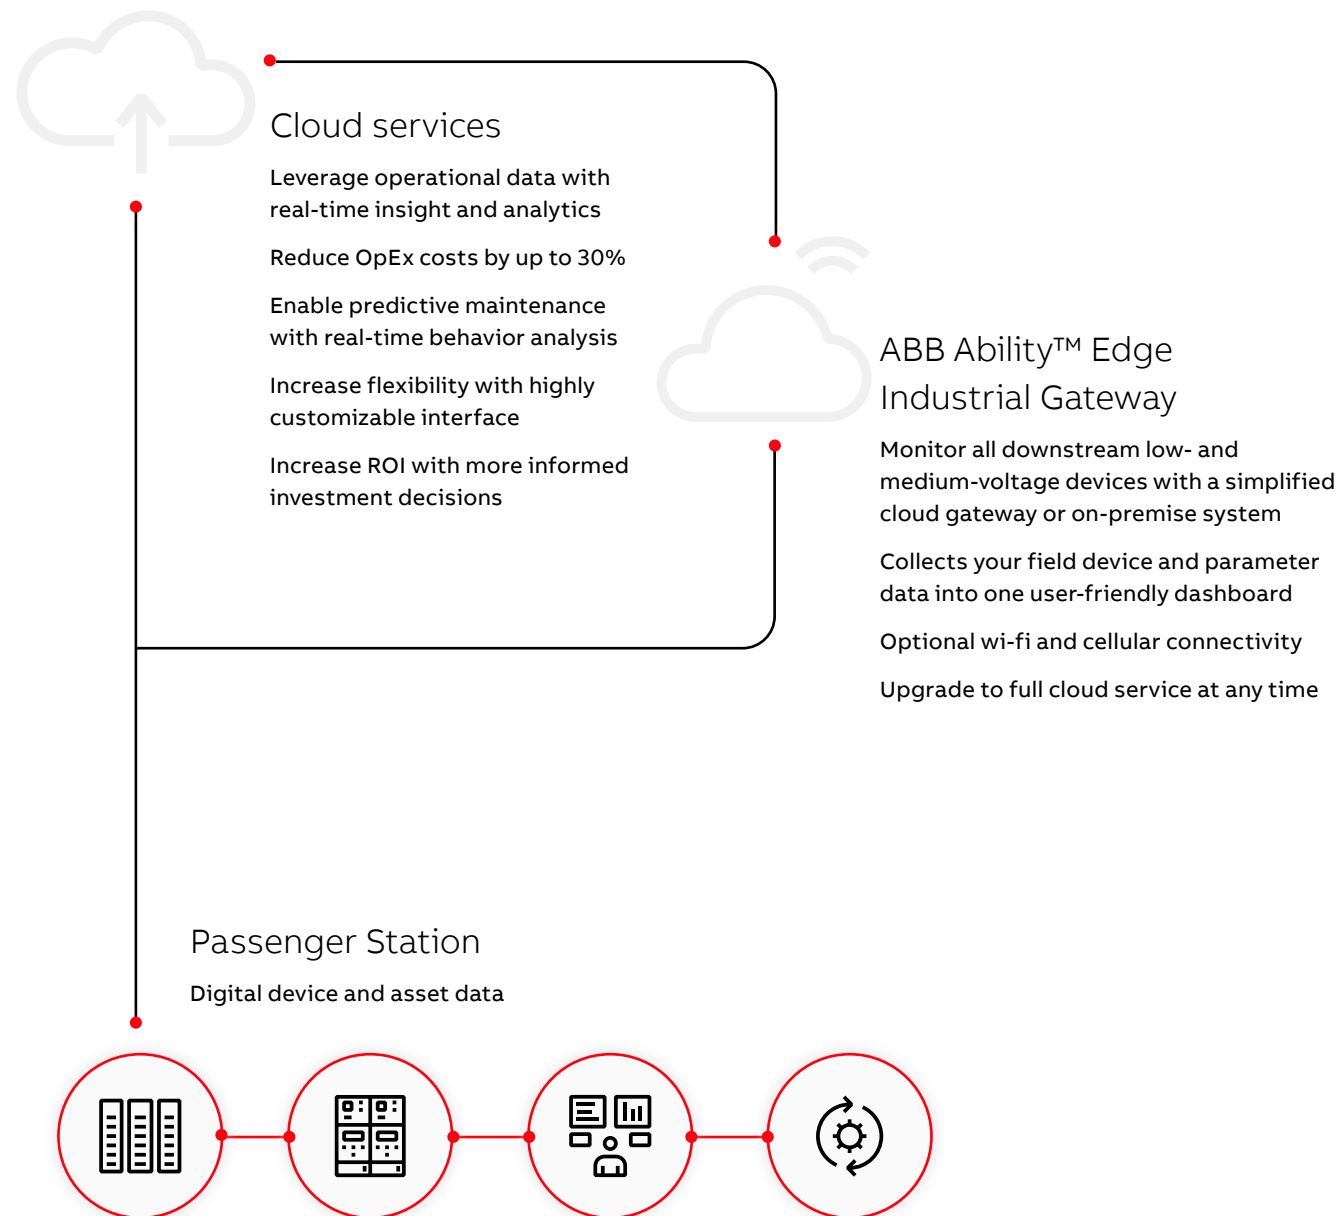 Cloud services
Leverage operational data with
real-time insight and analytics
Reduce OpEx costs by up to 30%
Enable predictive maintenance
with real-time behavior analysis
Increase flexibility with highly
customizable interface
Increase ROI with more informed
investment decisions
ABB Ability™ Edge
Industrial Gateway
Monitor all downstream low- and
medium-voltage devices with a simplified
cloud gateway or on-premise system
Collects your field device and parameter
data into one user-friendly dashboard
Optional wi-fi and cellular connectivity
Upgrade to full cloud service at any time
Passenger Station
Digital device and asset data